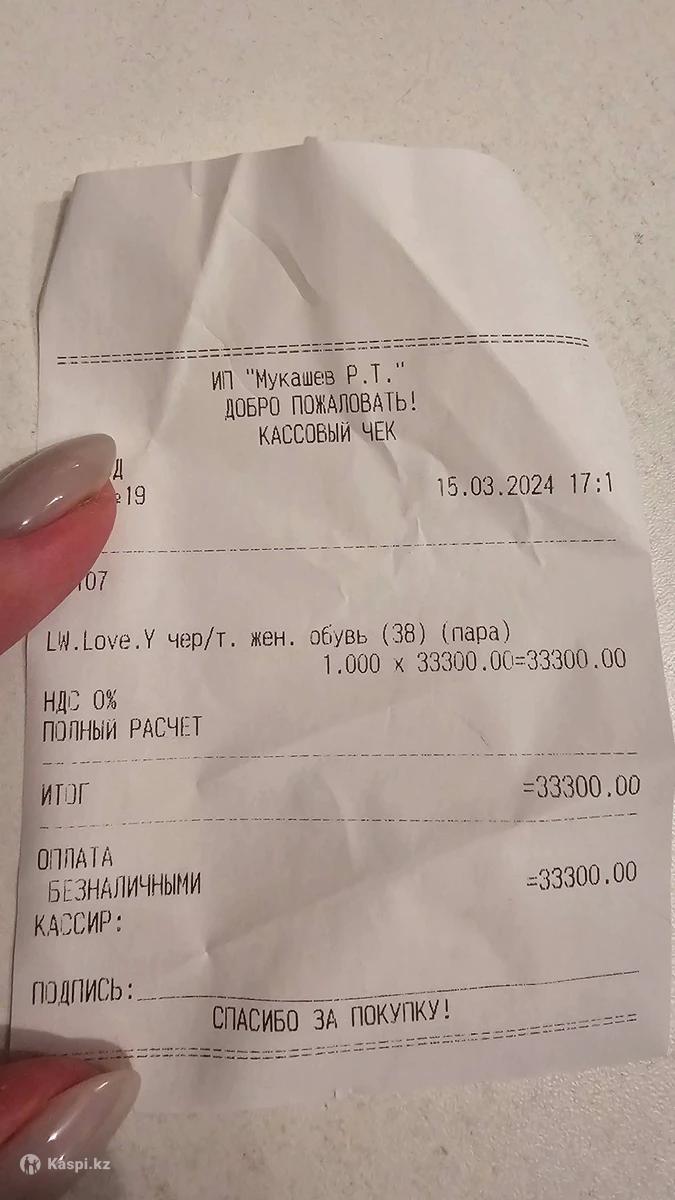 ИП "Мукашев Р.Т."
ДОБРО ПОЖАЛОВАТЬ!
КАССОВЫЙ ЧЕК
№19 15.03.2024 17:1
107
LW.Love.Y чер/т. жен. обувь (38) (пара)
1.000 x 33300.00=33300.00
НДС 0%
ПОЛНЫЙ РАСЧЕТ
ИТОГ =33300.00
ОПЛАТА
БЕЗНАЛИЧНЫМИ =33300.00
КАССИР:
ПОДПИСЬ:
СПАСИБО ЗА ПОКУПКУ!
Kaspi.kz